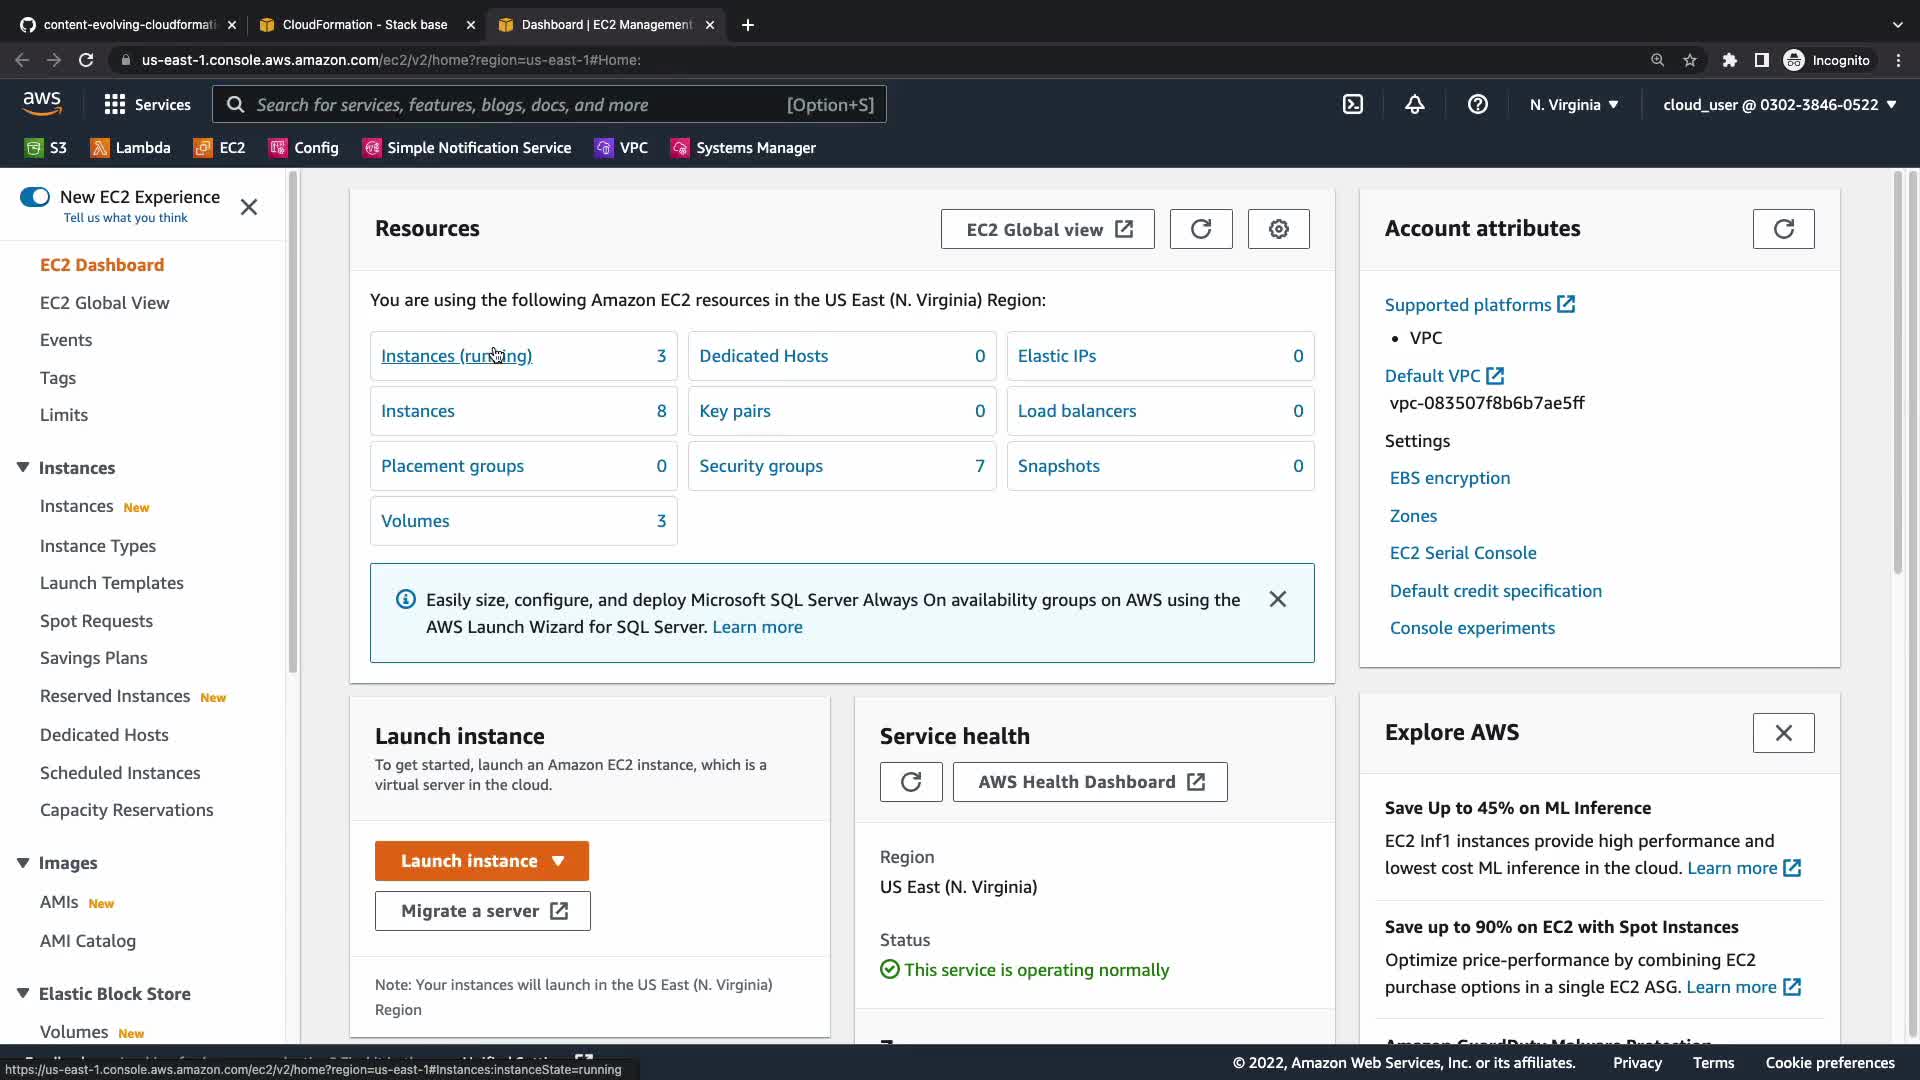 content-evolving-cloudformati
CloudFormation - Stack base
Dashboard | EC2 Management
us-east-1.console.aws.amazon.com/ec2/v2/home?region=us-east-1#Home:
Incognito
aws
Services
Search for services, features, blogs, docs, and more
[Option+S]
N. Virginia
cloud_user @ 0302-3846-0522
S3
Lambda
EC2
Config
Simple Notification Service
VPC
Systems Manager
New EC2 Experience
Tell us what you think
EC2 Dashboard
EC2 Global View
Events
Tags
Limits
Instances
Instances New
Instance Types
Launch Templates
Spot Requests
Savings Plans
Reserved Instances New
Dedicated Hosts
Scheduled Instances
Capacity Reservations
Images
AMIs New
AMI Catalog
Elastic Block Store
Volumes New
Resources
EC2 Global view
You are using the following Amazon EC2 resources in the US East (N. Virginia) Region:
Instances (running) 3
Dedicated Hosts 0
Elastic IPs 0
Instances 8
Key pairs 0
Load balancers 0
Placement groups 0
Security groups 7
Snapshots 0
Volumes 3
Easily size, configure, and deploy Microsoft SQL Server Always On availability groups on AWS using the
AWS Launch Wizard for SQL Server. Learn more
Launch instance
To get started, launch an Amazon EC2 instance, which is a
virtual server in the cloud.
Launch instance
Migrate a server
Note: Your instances will launch in the US East (N. Virginia)
Region
Service health
AWS Health Dashboard
Region
US East (N. Virginia)
Status
This service is operating normally
Account attributes
Supported platforms
• VPC
Default VPC
vpc-083507f8b6b7ae5ff
Settings
EBS encryption
Zones
EC2 Serial Console
Default credit specification
Console experiments
Explore AWS
Save Up to 45% on ML Inference
EC2 Inf1 instances provide high performance and
lowest cost ML inference in the cloud. Learn more
Save up to 90% on EC2 with Spot Instances
Optimize price-performance by combining EC2
purchase options in a single EC2 ASG. Learn more
Amazon GuardDuty Malware Protection
https://us-east-1.console.aws.amazon.com/ec2/v2/home?region=us-east-1#Instances:instanceState=running
© 2022, Amazon Web Services, Inc. or its affiliates.
Privacy
Terms
Cookie preferences